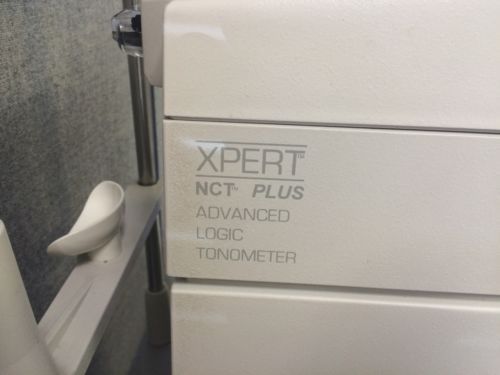 XPERT™
NCT™ PLUS
ADVANCED
LOGIC
TONOMETER